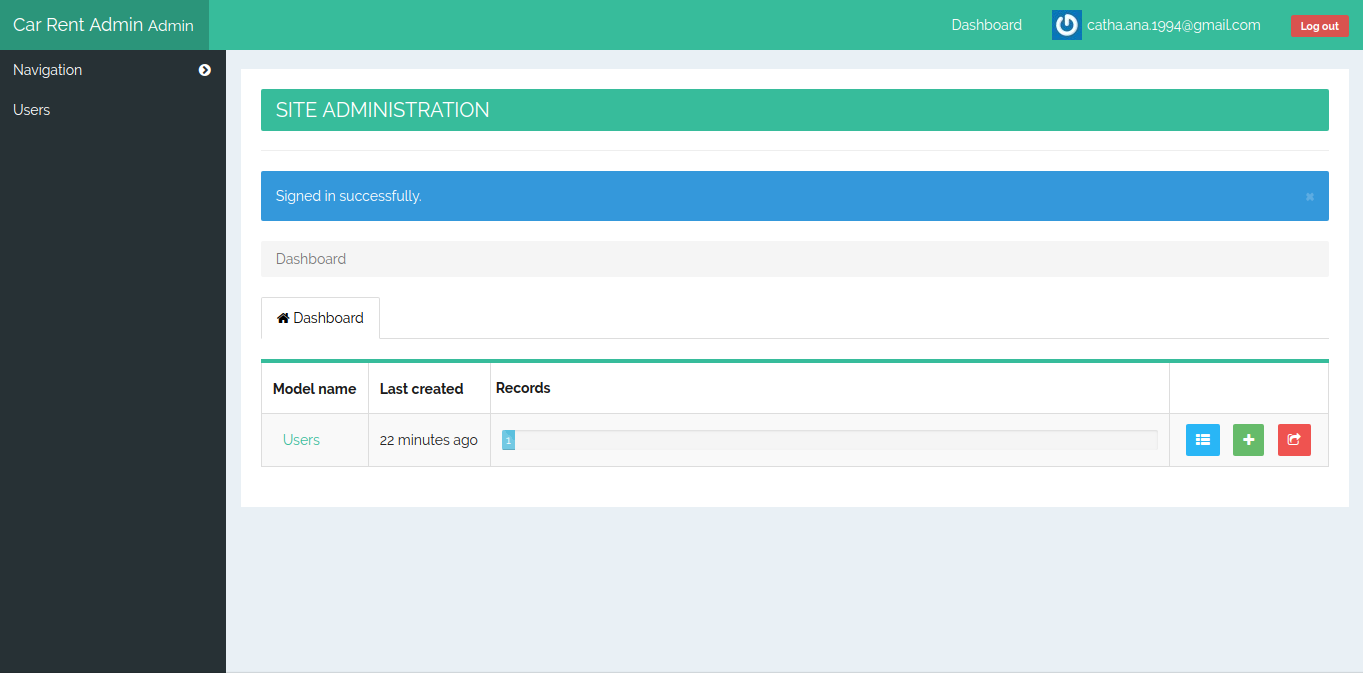 Car Rent Admin Admin
Dashboard
catha.ana.1994@gmail.com
Log out
Navigation
Users
SITE ADMINISTRATION
Signed in successfully.
×
Dashboard
Dashboard
Model name Last created Records
Users 22 minutes ago 1